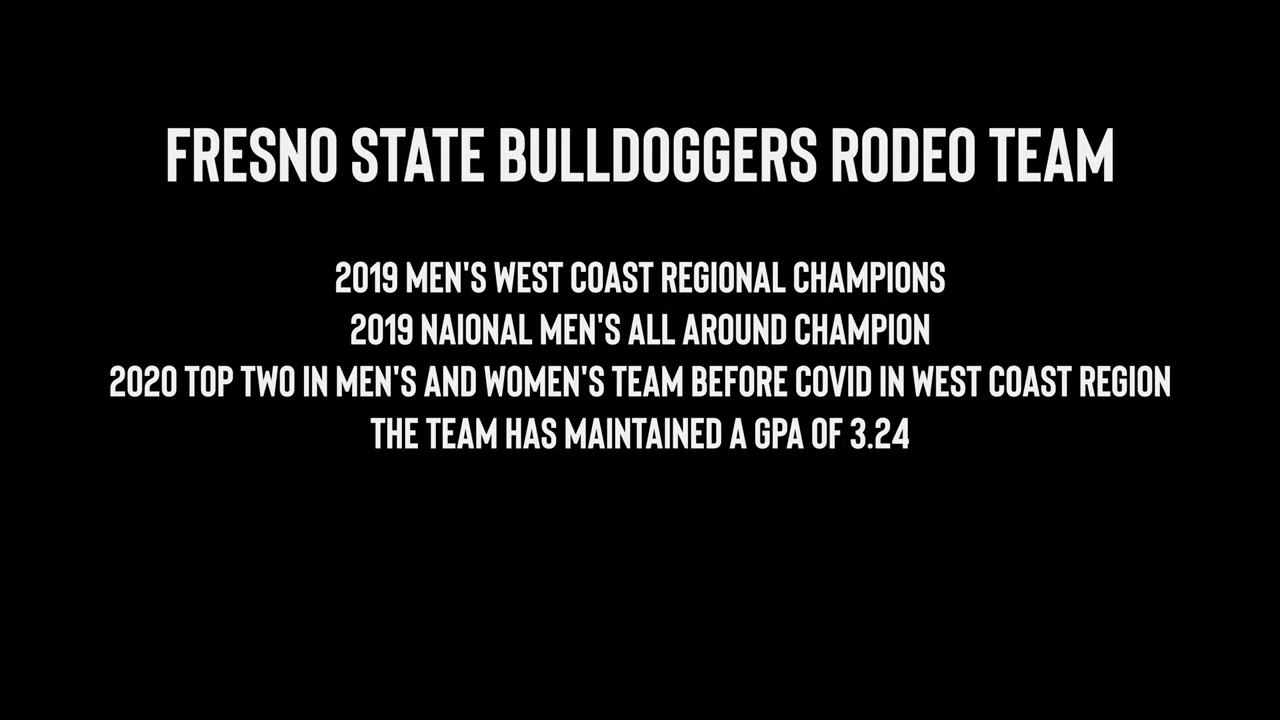 FRESNO STATE BULLDOGGERS RODEO TEAM
2019 MEN'S WEST COAST REGIONAL CHAMPIONS
2019 NAIONAL MEN'S ALL AROUND CHAMPION
2020 TOP TWO IN MEN'S AND WOMEN'S TEAM BEFORE COVID IN WEST COAST REGION
THE TEAM HAS MAINTAINED A GPA OF 3.24